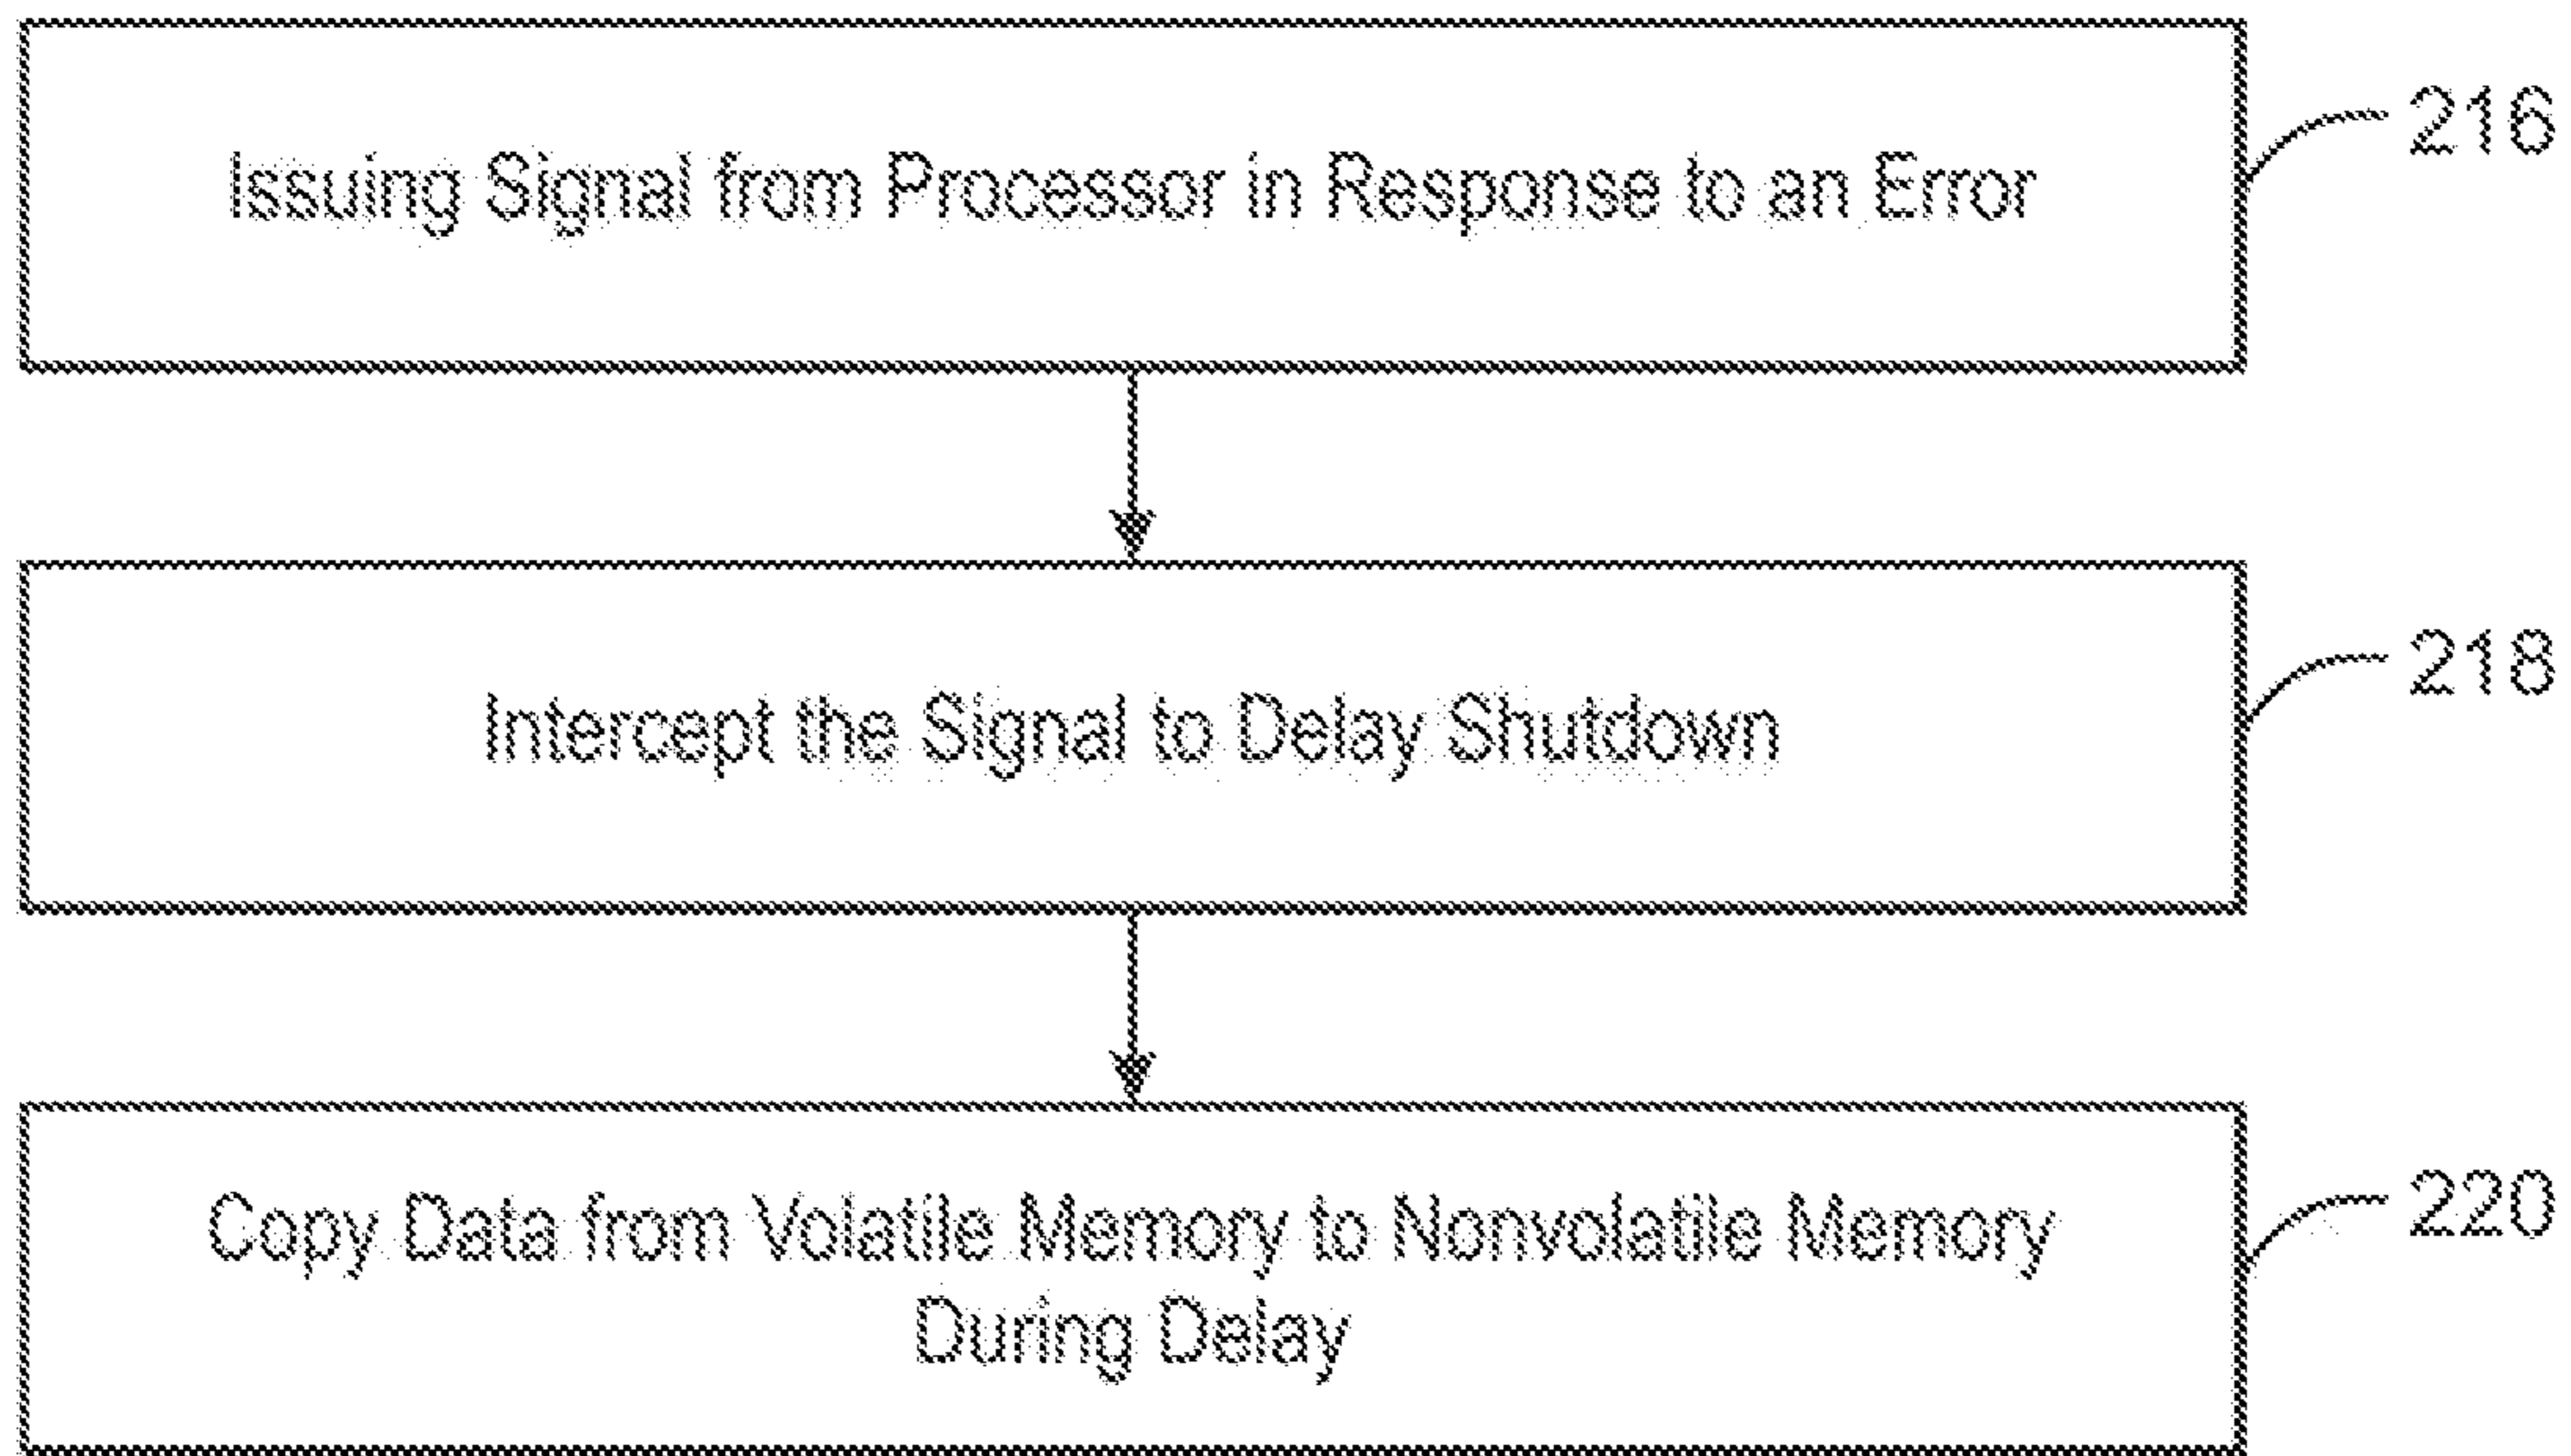 Issuing Signal from Processor in Response to an Error
216
Intercept the Signal to Delay Shutdown
218
Copy Data from Volatile Memory to Nonvolatile Memory
During Delay
220